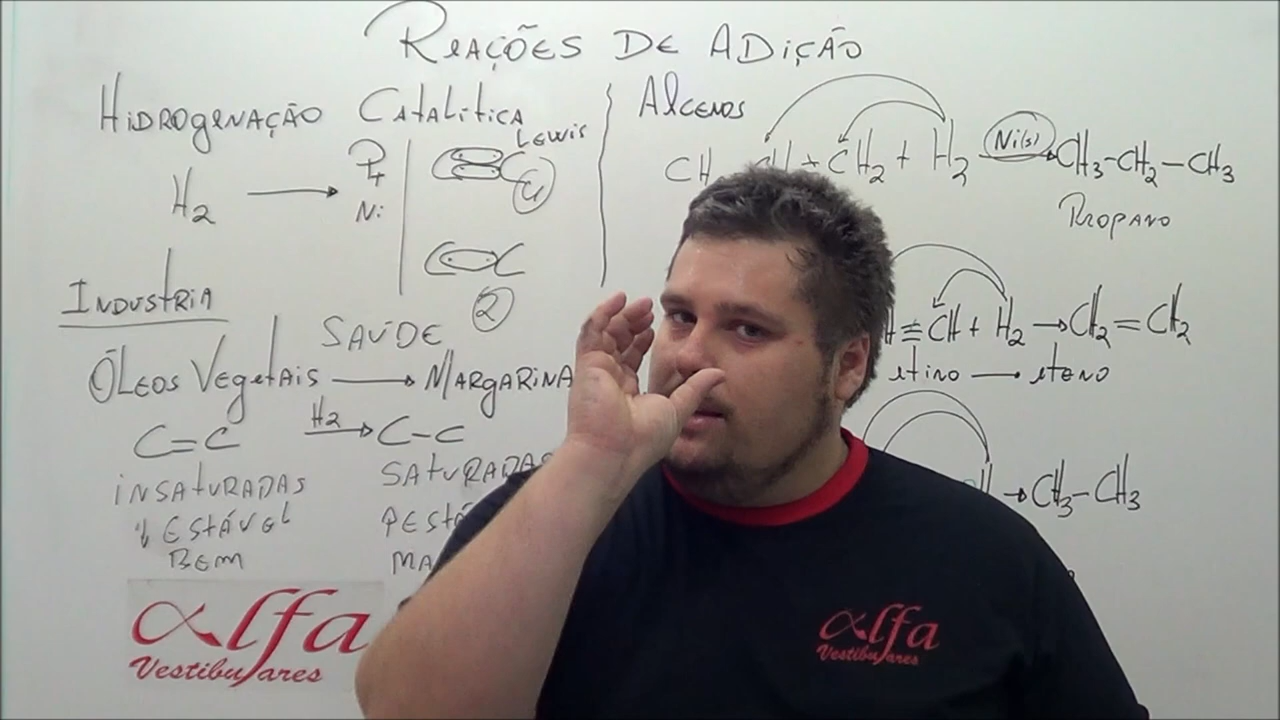 REAÇÕES DE ADIÇÃO
HIDROGENAÇÃO CATALÍTICA
H2 → Pt
Ni
LEWIS
4
2
INDUSTRIA
SAÚDE
ÓLEOS VEGETAIS → MARGARINA
C=C H2→ C-C
INSATURADAS SATURADAS
↓ ESTÁVEL
BEM
Alcenos
CH2 + H2 Ni(s)→ CH3-CH2-CH3
PROPANO
≡CH + H2 → CH2=CH2
etino → eteno
→ CH3-CH3
Alfa
Vestibulares
Alfa
Vestibulares